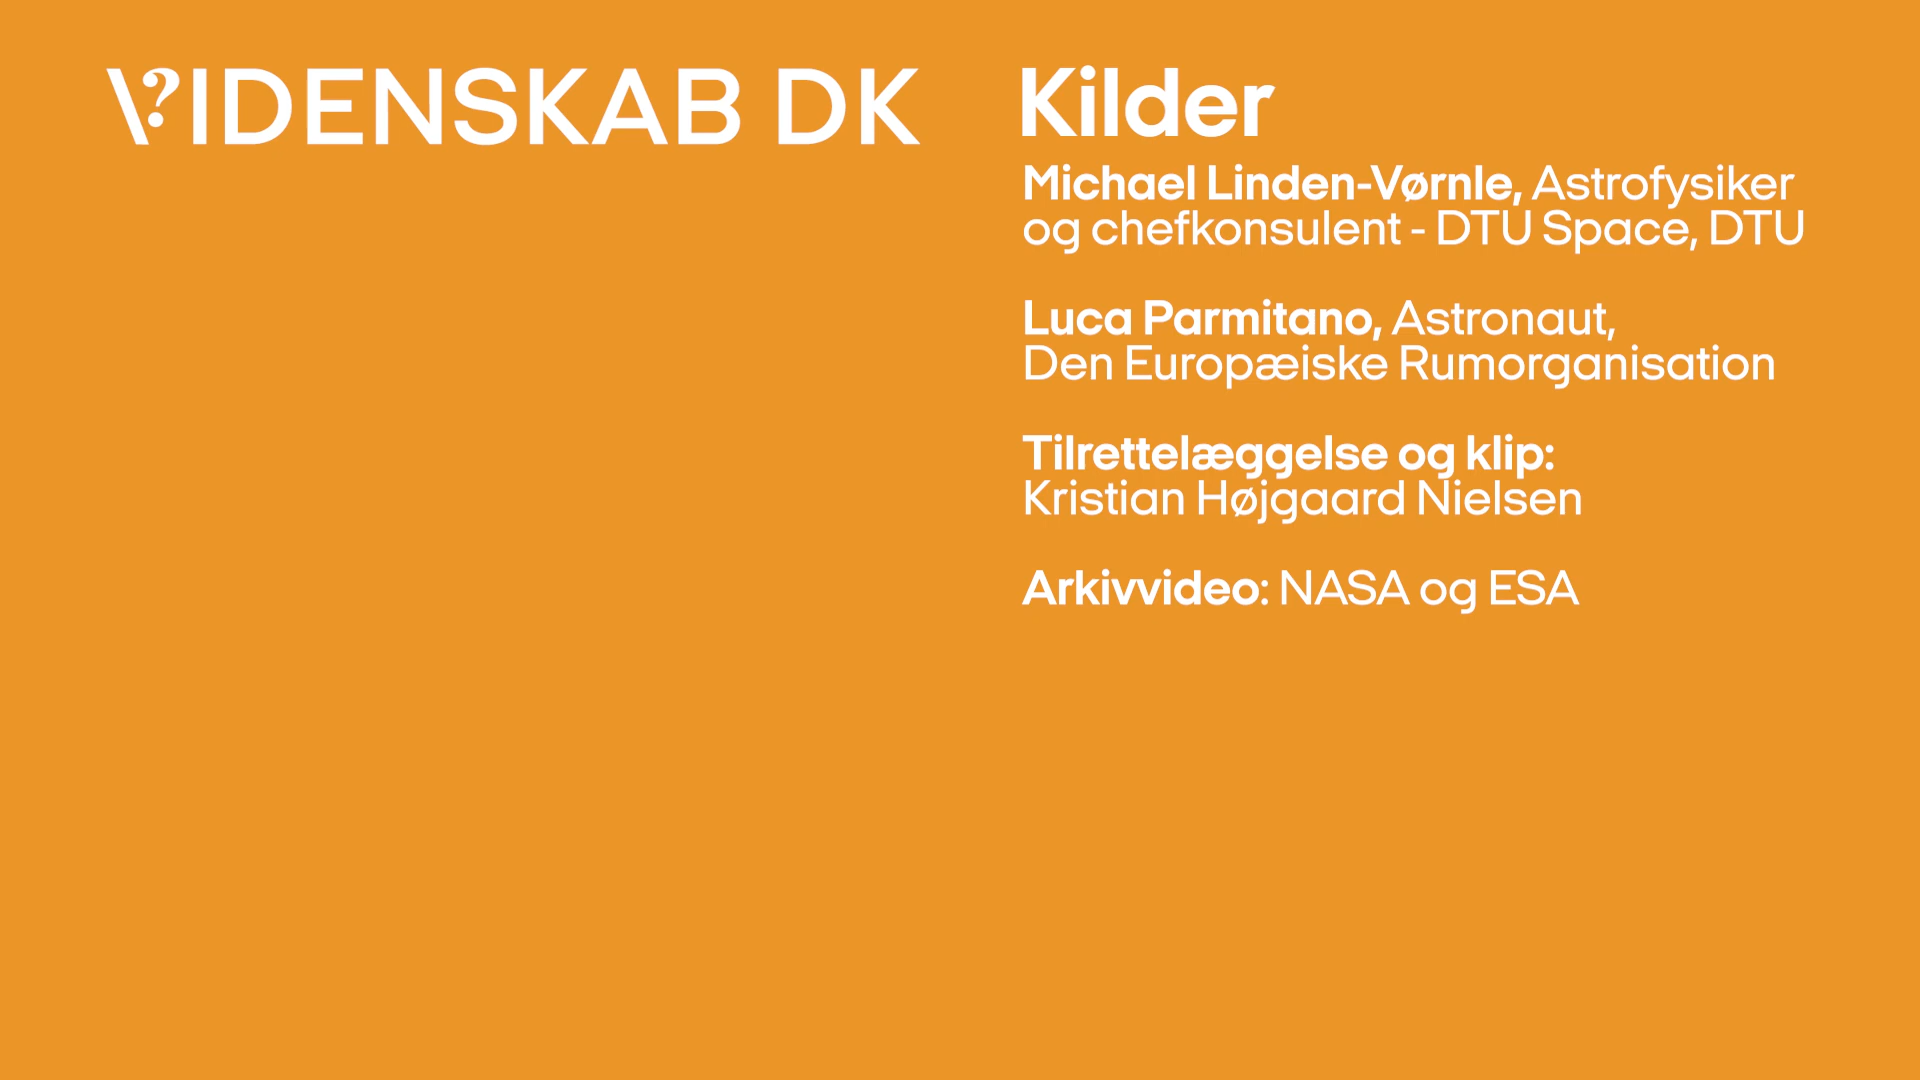 VIDENSKAB DK
Kilder
Michael Linden-Vørnle, Astrofysiker
og chefkonsulent - DTU Space, DTU
Luca Parmitano, Astronaut,
Den Europæiske Rumorganisation
Tilrettelæggelse og klip:
Kristian Højgaard Nielsen
Arkivvideo: NASA og ESA